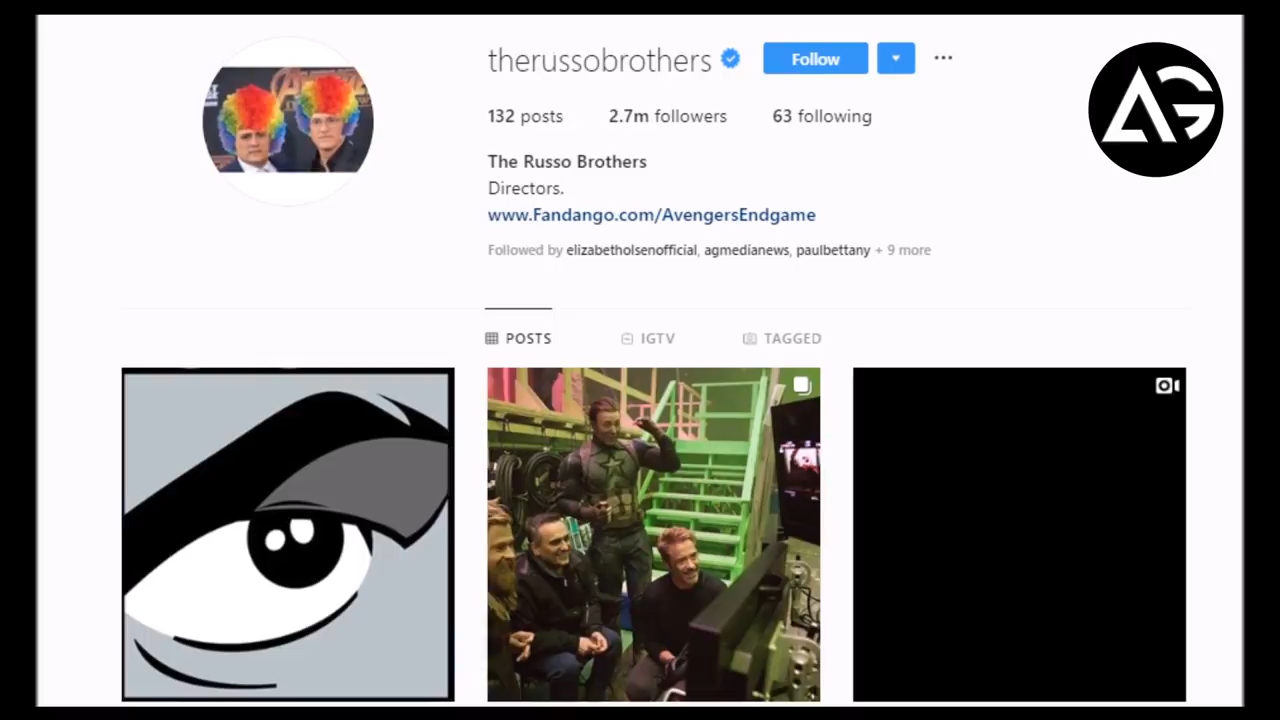 therussobrothers Follow
132 posts 2.7m followers 63 following
The Russo Brothers
Directors.
www.Fandango.com/AvengersEndgame
Followed by elizabetholsenofficial, agmedianews, paulbettany + 9 more
POSTS IGTV TAGGED
AG